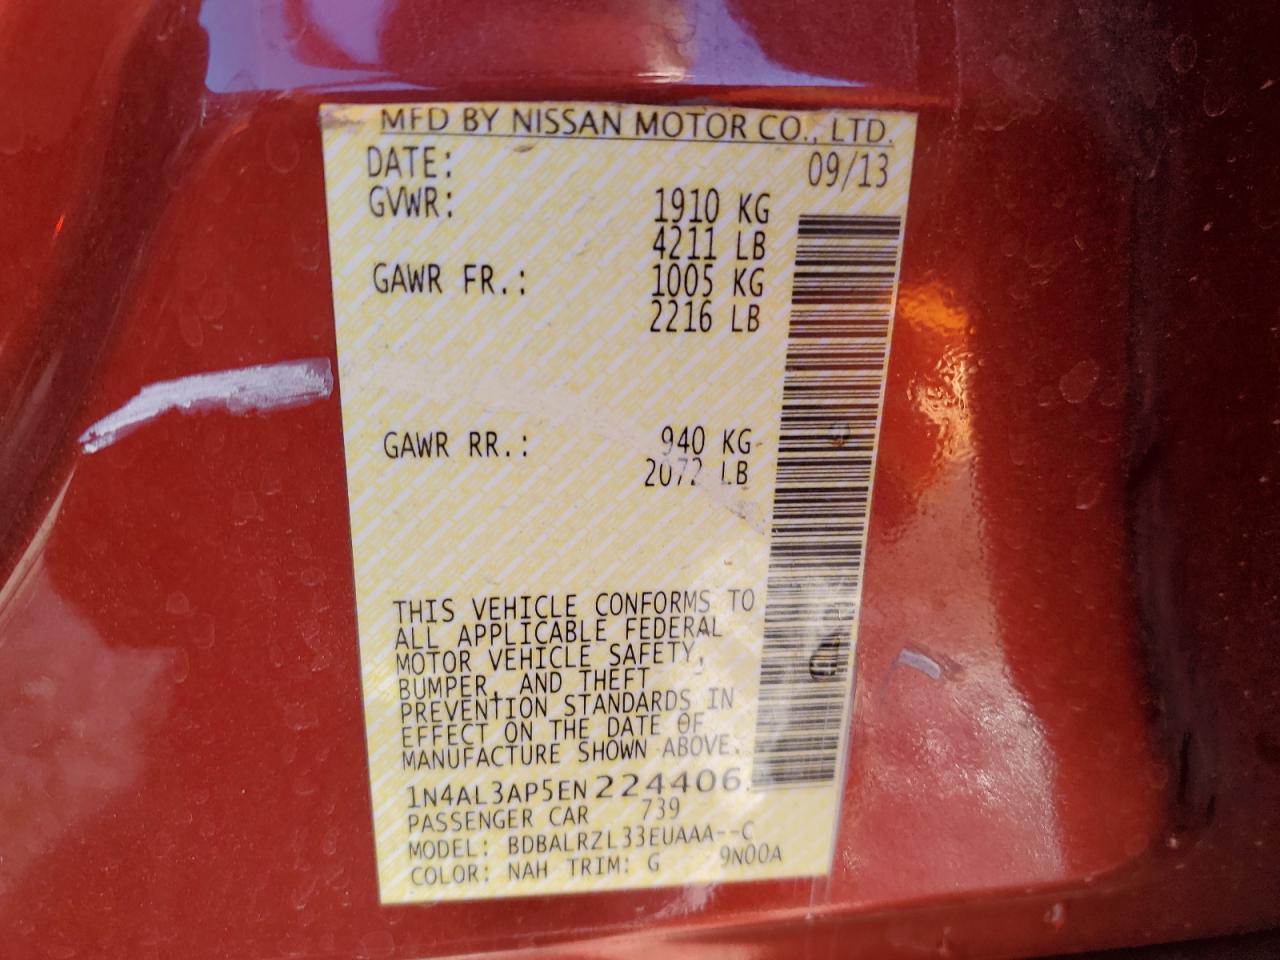 MFD BY NISSAN MOTOR CO., LTD.
DATE: 09/13
GVWR: 1910 KG
4211 LB
GAWR FR.: 1005 KG
2216 LB
GAWR RR.: 940 KG
2072 LB
THIS VEHICLE CONFORMS TO
ALL APPLICABLE FEDERAL
MOTOR VEHICLE SAFETY,
BUMPER, AND THEFT
PREVENTION STANDARDS IN
EFFECT ON THE DATE OF
MANUFACTURE SHOWN ABOVE.
1N4AL3AP5EN224406.
PASSENGER CAR 739
MODEL: BDBALRZL33EUAAA--C
COLOR: NAH TRIM: G 9N00A